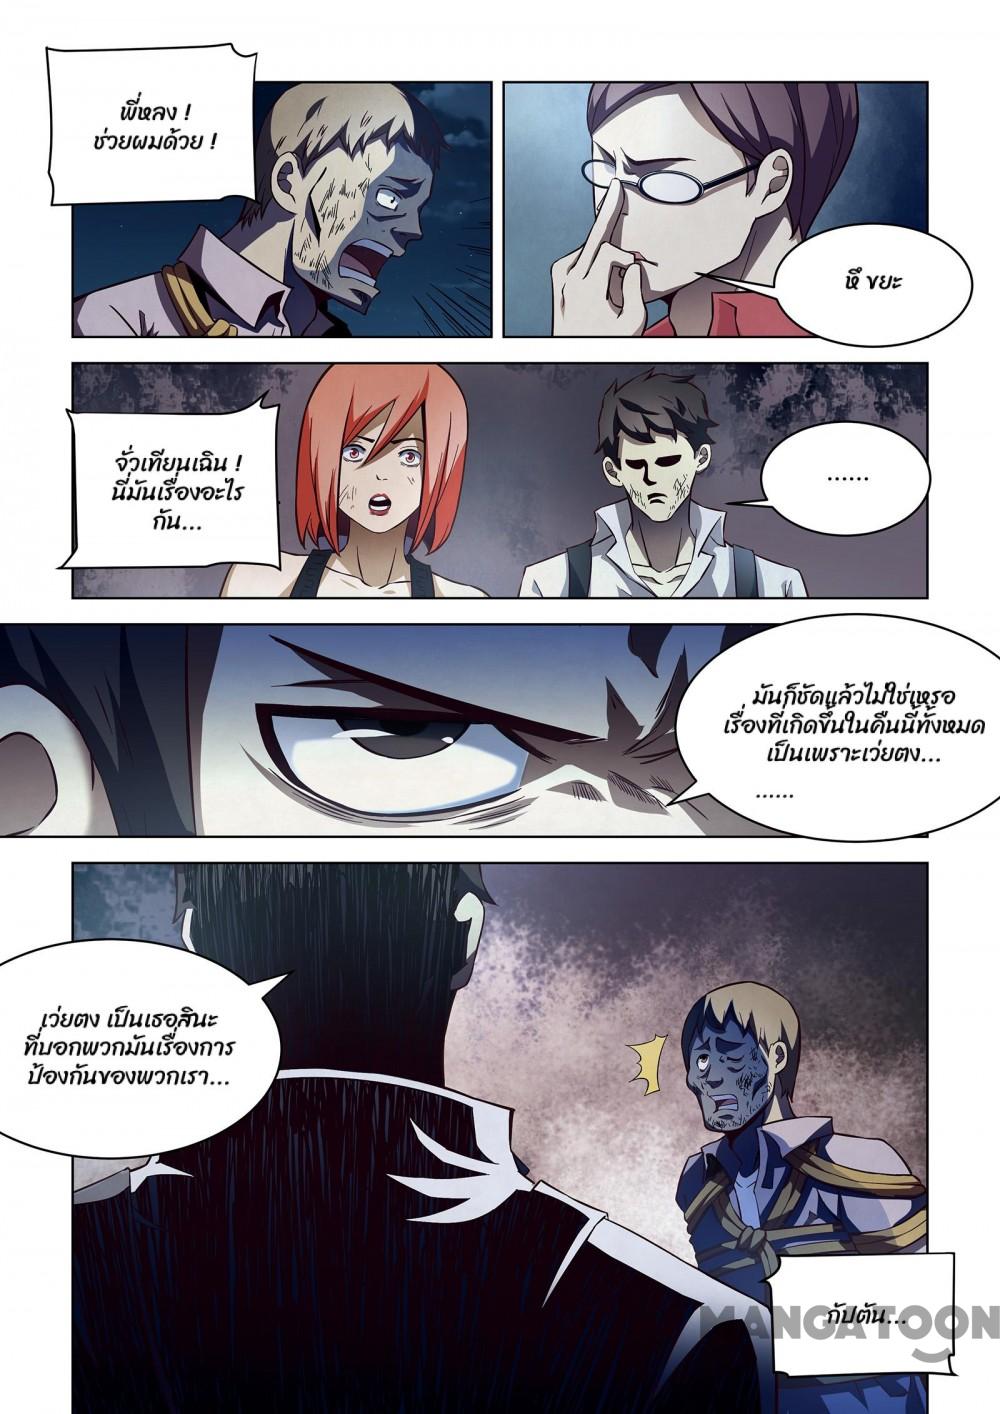 พี่หลง !
ช่วยผมด้วย !
หึ ขยะ
จั่วเทียนเฉิน !
นี่มันเรื่องอะไร
กัน...
......
มันก็ชัดแล้วไม่ใช่เหรอ
เรื่องที่เกิดขึ้นในคืนนี้ทั้งหมด
เป็นเพราะเว่ยตง...
......
เว่ยตง เป็นเธอสินะ
ที่บอกพวกมันเรื่องการ
ป้องกันของพวกเรา...
กัปตัน...
MANGATOON